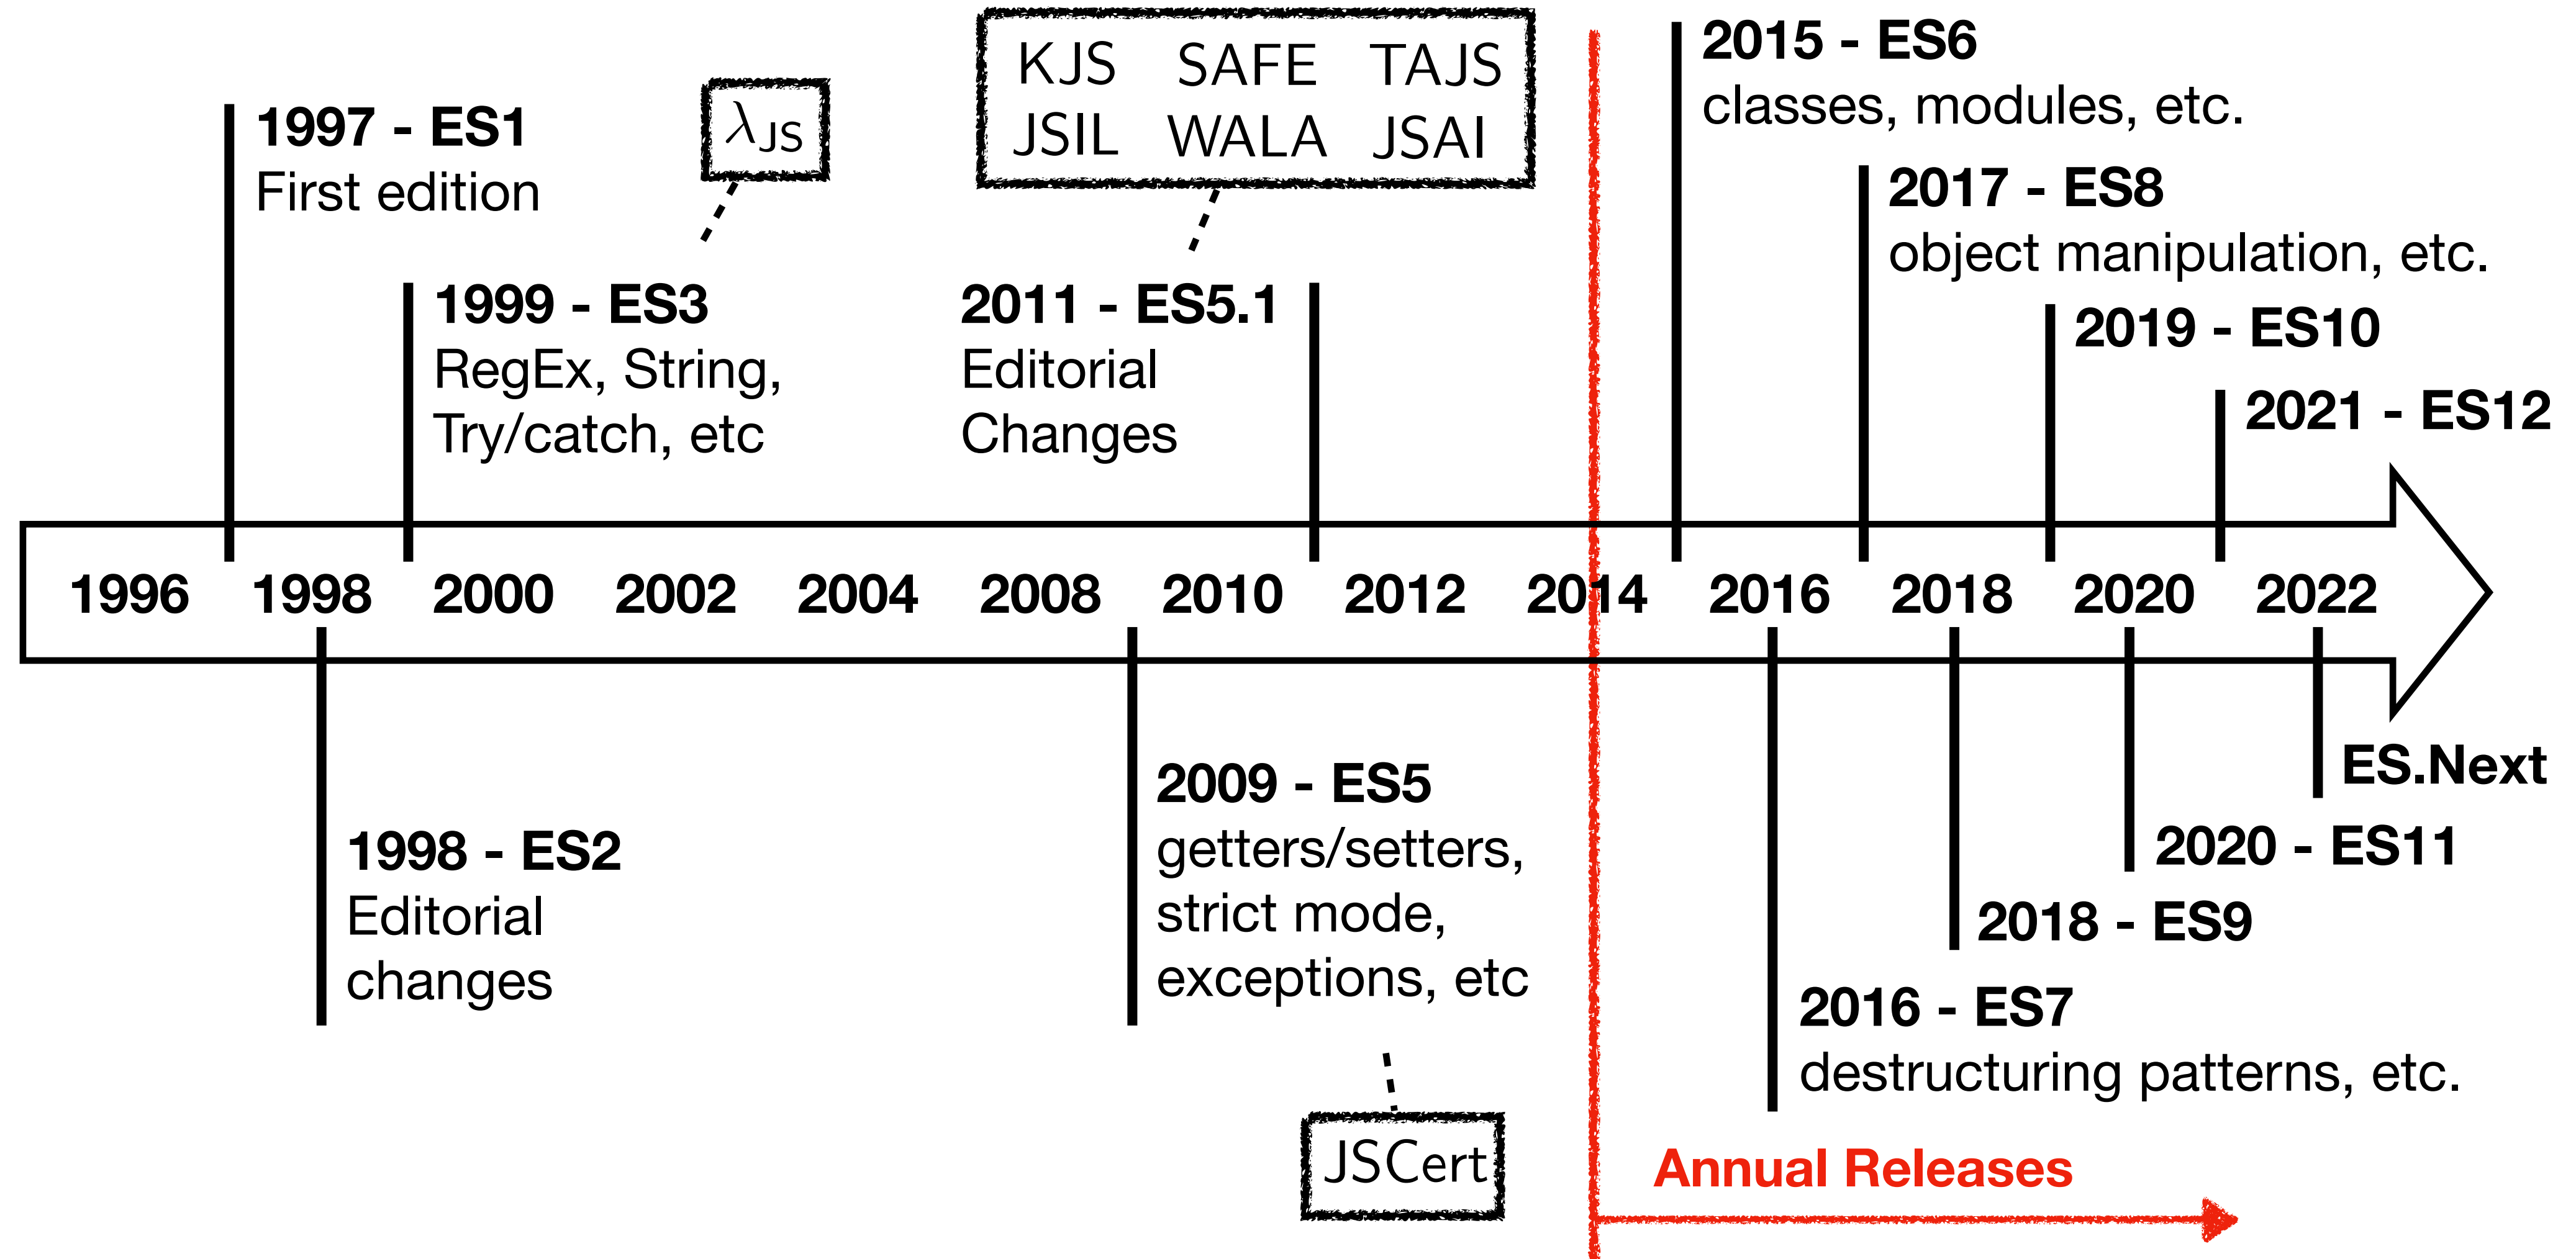 1997 - ES1
First edition
λJS
KJS SAFE TAJS
JSIL WALA JSAI
2015 - ES6
classes, modules, etc.
2017 - ES8
object manipulation, etc.
1999 - ES3
RegEx, String,
Try/catch, etc
2011 - ES5.1
Editorial
Changes
2019 - ES10
2021 - ES12
1996 1998 2000 2002 2004 2008 2010 2012 2014 2016 2018 2020 2022
1998 - ES2
Editorial
changes
2009 - ES5
getters/setters,
strict mode,
exceptions, etc
JSCert
ES.Next
2020 - ES11
2018 - ES9
2016 - ES7
destructuring patterns, etc.
Annual Releases